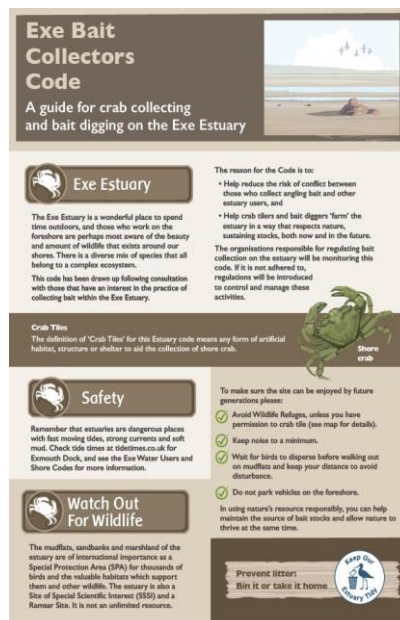 Exe Bait
Collectors
Code
A guide for crab collecting
and bait digging on the Exe Estuary
Exe Estuary
The Exe Estuary is a wonderful place to spend
time outdoors, and those who work on the
foreshore are perhaps most aware of the beauty
and amount of wildlife that exists around our
shores. There is a diverse mix of species that all
belong to a complex ecosystem.
This code has been drawn up following consultation
with those that have an interest in the practice of
collecting bait within the Exe Estuary.
The reason for the Code is to:
• Help reduce the risk of conflict between
those who collect angling bait and other
estuary users, and
• Help crab tilers and bait diggers 'farm' the
estuary in a way that respects nature,
sustaining stocks, both now and in the future.
The organisations responsible for regulating bait
collection on the estuary will be monitoring this
code. If it is not adhered to,
regulations will be introduced
to control and manage these
activities.
Crab Tiles
The definition of 'Crab Tiles' for this Estuary code means any form of artificial
habitat, structure or shelter to aid the collection of shore crab.
Shore
crab
Safety
Remember that estuaries are dangerous places
with fast moving tides, strong currents and soft
mud. Check tide times at tidetimes.co.uk for
Exmouth Dock, and see the Exe Water Users and
Shore Codes for more information.
Watch Out
For Wildlife
The mudflats, sandbanks and marshland of the
estuary are of international importance as a
Special Protection Area (SPA) for thousands of
birds and the valuable habitats which support
them and other wildlife. The estuary is also a
Site of Special Scientific Interest (SSSI) and a
Ramsar Site. It is not an unlimited resource.
To make sure the site can be enjoyed by future
generations please:
Avoid Wildlife Refuges, unless you have
permission to crab tile (see map for details).
Keep noise to a minimum.
Wait for birds to disperse before walking out
on mudflats and keep your distance to avoid
disturbance.
Do not park vehicles on the foreshore.
In using nature's resource responsibly, you can help
maintain the source of bait stocks and allow nature to
thrive at the same time.
Prevent litter:
Bin it or take it home
Keep Our
Estuary Tidy